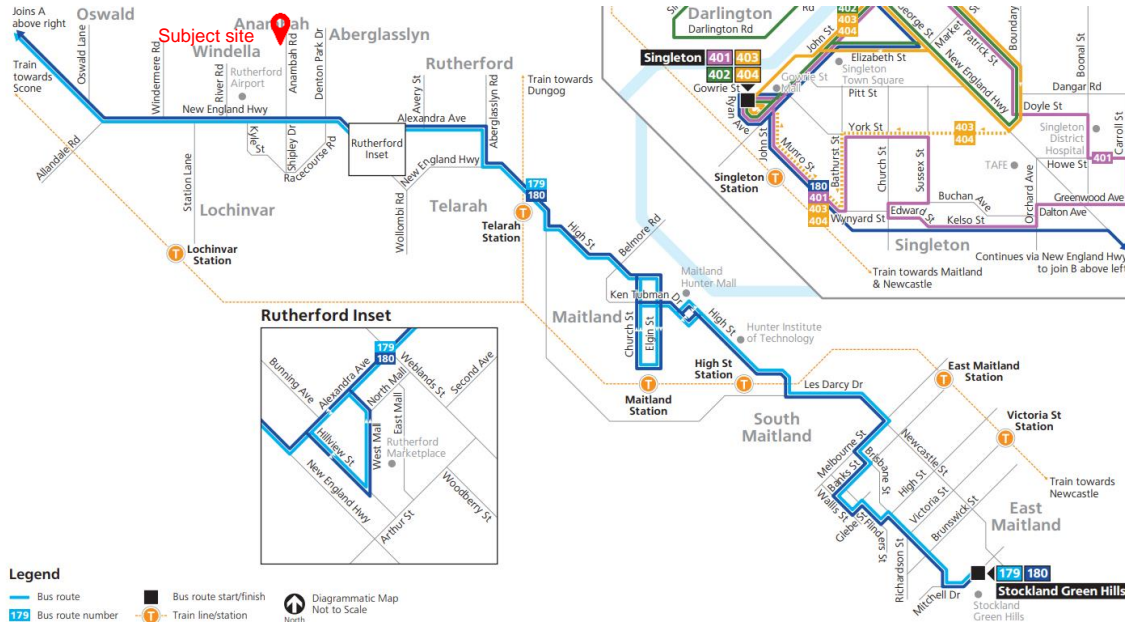 Joins A
above right
Oswald
Oswald Lane
Train
towards
Scone
Windermere Rd
River Rd
Windella
Subject site
Anambah Rd
Denton Park Dr
Aberglasslyn
Rutherford
Airport
New England Hwy
Allandale Rd
Station Lane
Kyle St
Shipley Dr
Racecourse Rd
Lochinvar
Lochinvar
Station
Rutherford
Inset
Rutherford
Avery St
Alexandra Ave
New England Hwy
Aberglasslyn Rd
Train
towards
Dungog
Wollombi Rd
Telarah
179
180
Telarah
Station
High St
Belmore Rd
Ken Tubman Dr
Maitland
Hunter Mall
Maitland
Church St
Elgin St
High St
Hunter Institute
of Technology
Maitland
Station
High St
Station
Les Darcy Dr
South
Maitland
East Maitland
Station
Victoria St
Station
Train towards
Newcastle
Melbourne St
Banks St
Wallis St
Glebe St
Flinders St
Brisbane St
Newcastle St
High St
Victoria St
Brunswick St
Richardson St
East
Maitland
Mitchell Dr
179 180
Stockland Green Hills
Stockland
Green Hills
Rutherford Inset
179
180
Bunning Ave
Alexandra Ave
Weblands St
Second Ave
North Mall
East Mall
West Mall
Hillview St
Rutherford
Marketplace
New England Hwy
Arthur St
Woodberry St
Darlington
Darlington Rd
Rd
402
403
404
Singleton 401 403
402 404
Gowrie St
Gowrie St
Mall
Ryan Ave
John St
John St
Elizabeth St
Singleton
Town Square
Pitt St
George St
Market
Patrick St
New England Hwy
Boundary
Boonal St
Dangar Rd
Doyle St
Singleton
District
Hospital
Howe St
401
Carroll St
York St
403
404
Munro St
Bathurst St
Church St
Sussex St
TAFE
Orchard Ave
Buchan Ave
Greenwood Ave
Dalton Ave
Singleton
Station
180
401
403
404
Wynyard St
Edward St
Kelso St
Singleton
Continues via New England Hwy
to join B above left
Train towards Maitland
& Newcastle
Legend
Bus route
179 Bus route number
Bus route start/finish
T Train line/station
North
Diagrammatic Map
Not to Scale